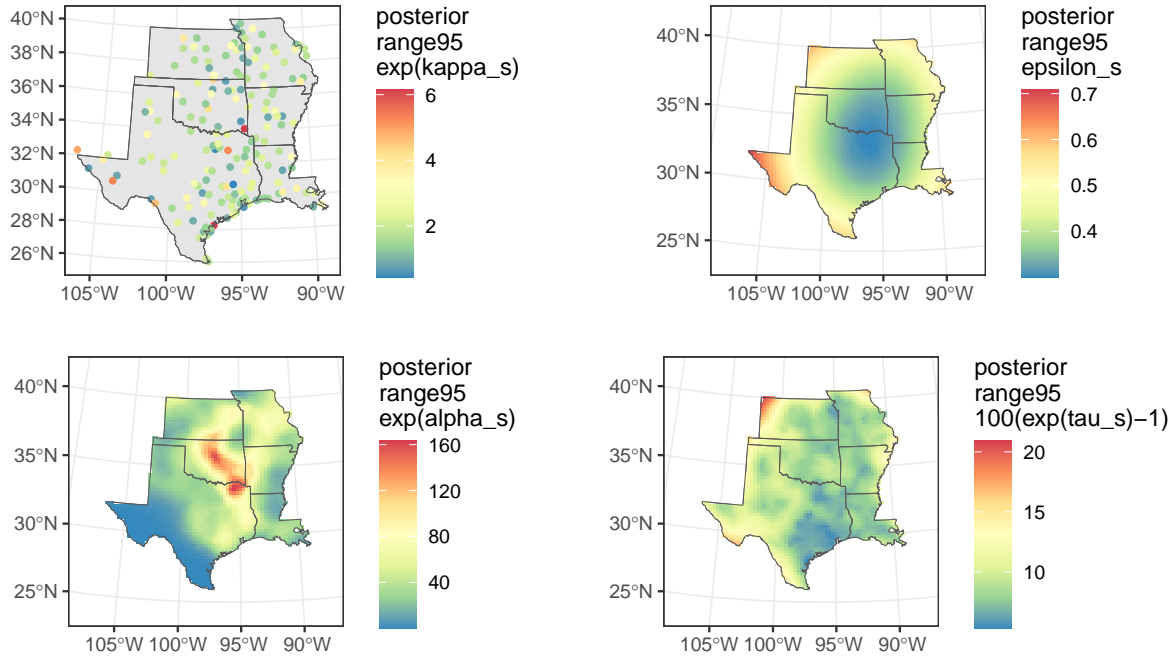 posterior
range95
exp(kappa_s)
40°N
38°N
36°N
34°N
32°N
30°N
28°N
26°N
105°W 100°W 95°W 90°W
6
4
2
posterior
range95
epsilon_s
40°N
35°N
30°N
25°N
105°W 100°W 95°W 90°W
0.7
0.6
0.5
0.4
posterior
range95
exp(alpha_s)
40°N
35°N
30°N
25°N
105°W 100°W 95°W 90°W
160
120
80
40
posterior
range95
100(exp(tau_s)−1)
40°N
35°N
30°N
25°N
105°W 100°W 95°W 90°W
20
15
10